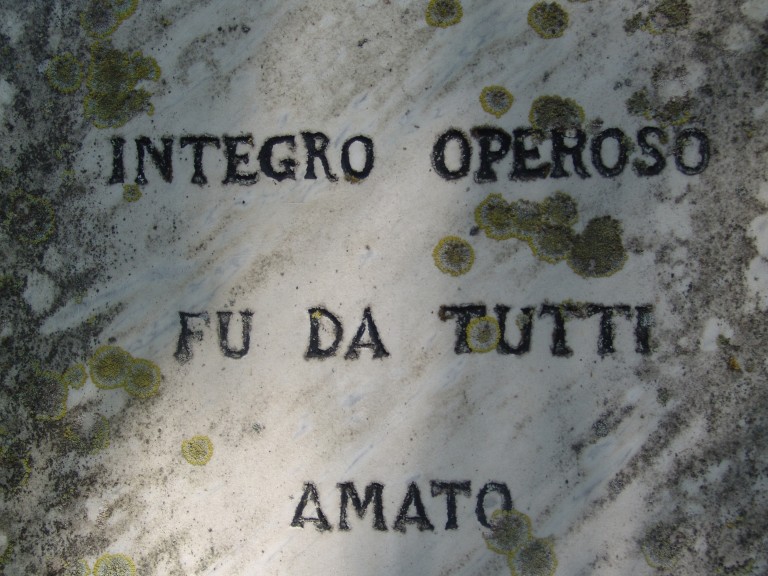 INTEGRO OPEROSO
FU DA TUTTI
AMATO